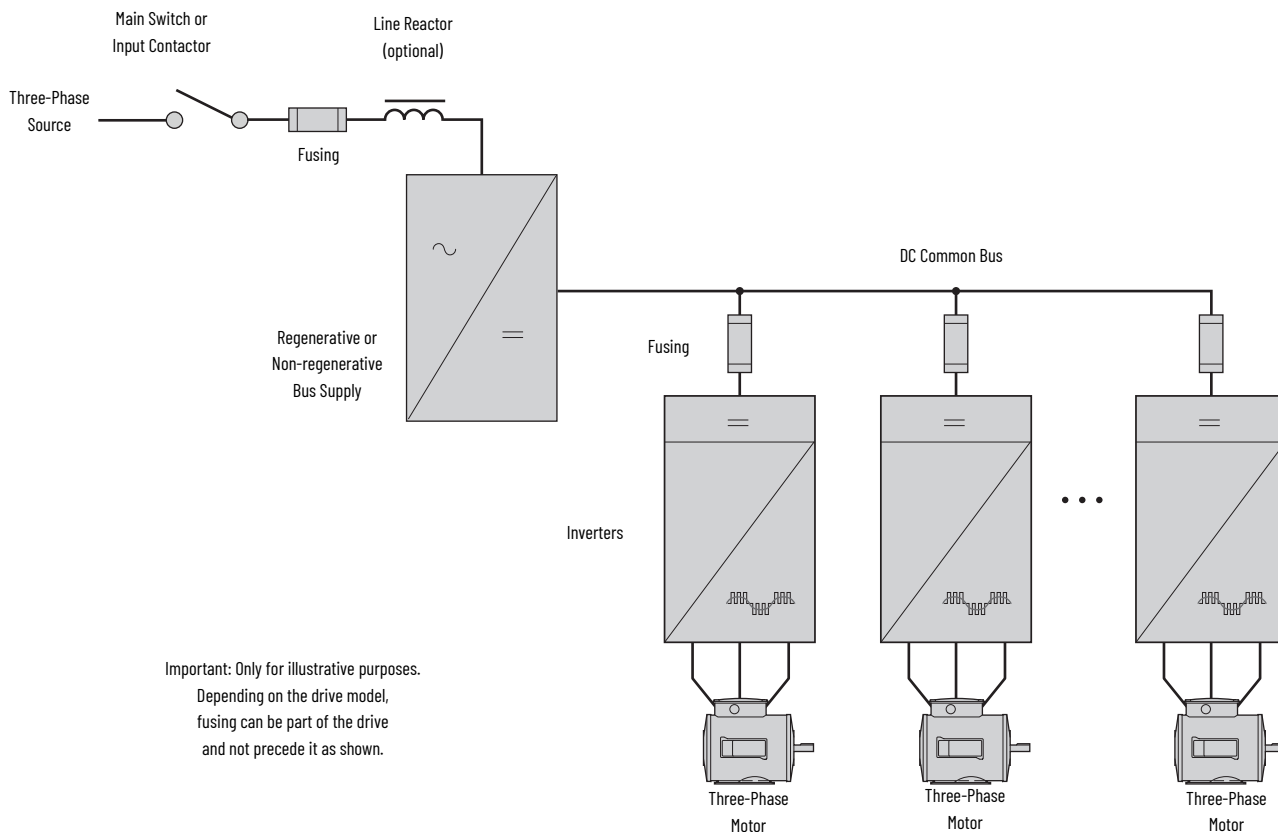 Main Switch or
Input Contactor
Line Reactor
(optional)
Three-Phase
Source
Fusing
DC Common Bus
Regenerative or
Non-regenerative
Bus Supply
Fusing
Inverters
Important: Only for illustrative purposes.
Depending on the drive model,
fusing can be part of the drive
and not precede it as shown.
Three-Phase
Motor
Three-Phase
Motor
Three-Phase
Motor